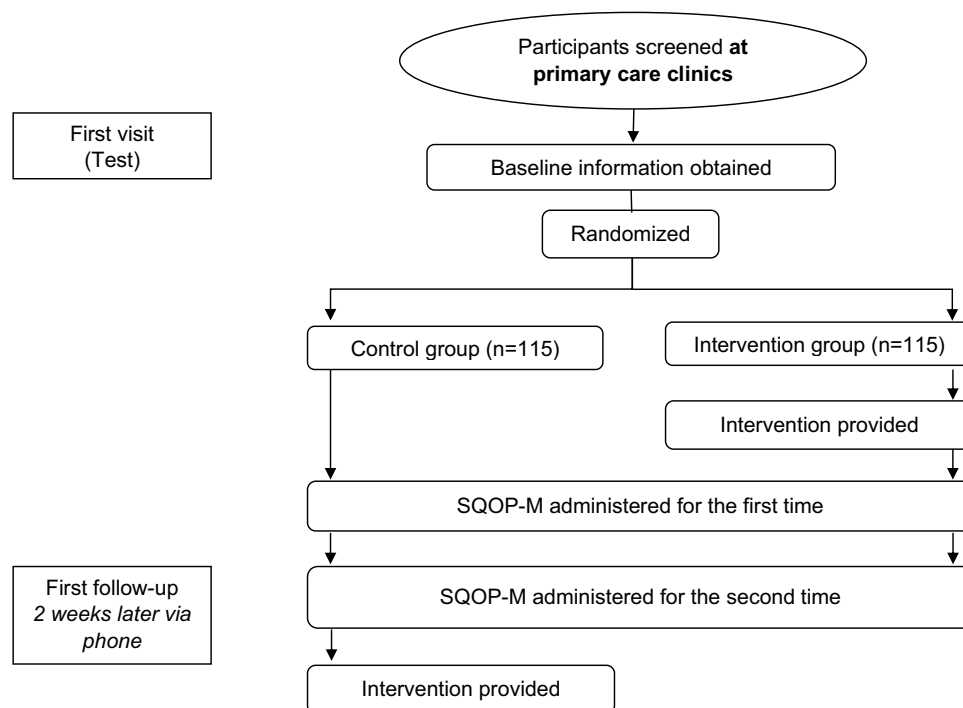 Participants screened at
primary care clinics
First visit
(Test)
Baseline information obtained
Randomized
Control group (n=115)
Intervention group (n=115)
Intervention provided
SQOP-M administered for the first time
First follow-up
2 weeks later via
phone
SQOP-M administered for the second time
Intervention provided